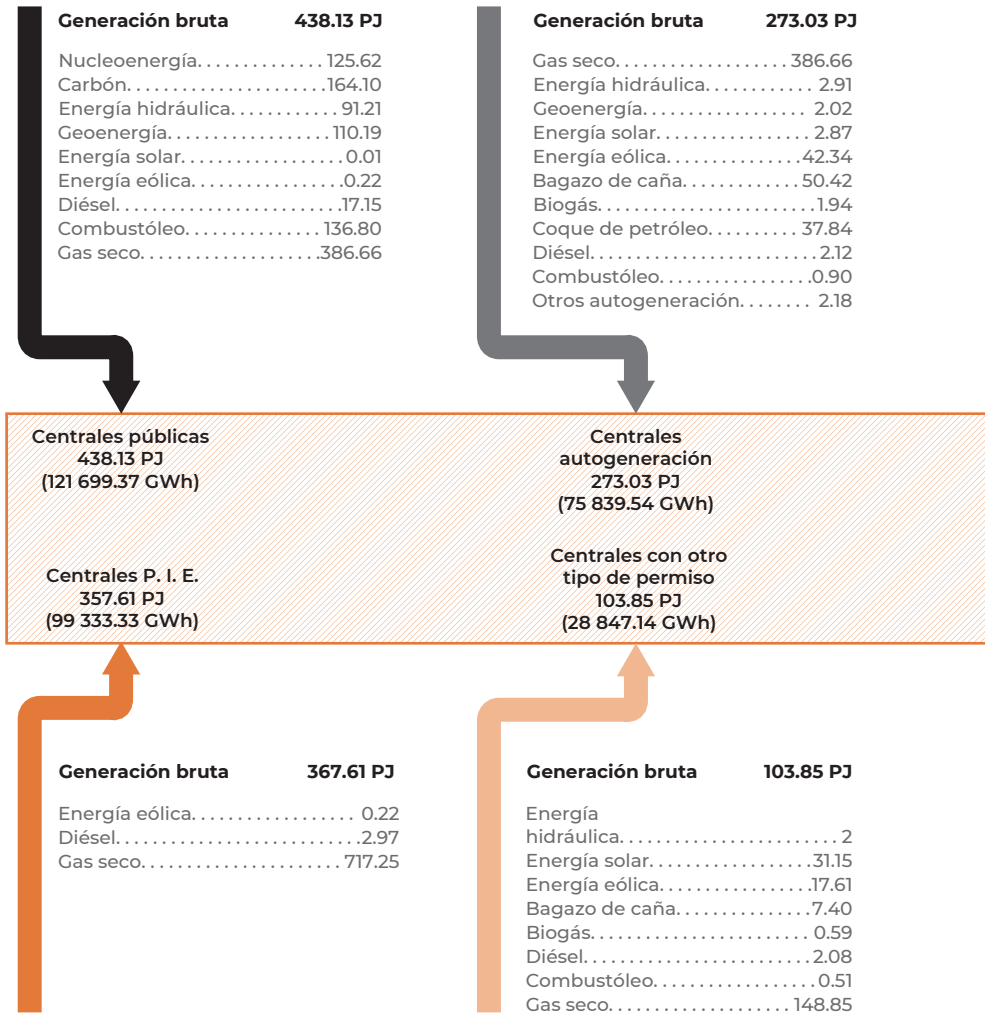 Generación bruta 438.13 PJ
Nucleoenergía. . . . . . . . . . . . . . 125.62
Carbón. . . . . . . . . . . . . . . . . . . . . .164.10
Energía hidráulica. . . . . . . . . . . . 91.21
Geoenergía. . . . . . . . . . . . . . . . . . 110.19
Energía solar. . . . . . . . . . . . . . . . . .0.01
Energía eólica. . . . . . . . . . . . . . . . .0.22
Diésel. . . . . . . . . . . . . . . . . . . . . . . . .17.15
Combustóleo. . . . . . . . . . . . . . . 136.80
Gas seco. . . . . . . . . . . . . . . . . . . .386.66
Generación bruta 273.03 PJ
Gas seco. . . . . . . . . . . . . . . . . . . 386.66
Energía hidráulica. . . . . . . . . . . . 2.91
Geoenergía. . . . . . . . . . . . . . . . . . 2.02
Energía solar. . . . . . . . . . . . . . . . . 2.87
Energía eólica. . . . . . . . . . . . . . .42.34
Bagazo de caña. . . . . . . . . . . . . 50.42
Biogás. . . . . . . . . . . . . . . . . . . . . . . .1.94
Coque de petróleo. . . . . . . . . . 37.84
Diésel. . . . . . . . . . . . . . . . . . . . . . . . .2.12
Combustóleo. . . . . . . . . . . . . . . . .0.90
Otros autogeneración. . . . . . . . 2.18
Centrales públicas
438.13 PJ
(121 699.37 GWh)
Centrales
autogeneración
273.03 PJ
(75 839.54 GWh)
Centrales P. I. E.
357.61 PJ
(99 333.33 GWh)
Centrales con otro
tipo de permiso
103.85 PJ
(28 847.14 GWh)
Generación bruta 367.61 PJ
Energía eólica. . . . . . . . . . . . . . . . . . 0.22
Diésel. . . . . . . . . . . . . . . . . . . . . . . . . . .2.97
Gas seco. . . . . . . . . . . . . . . . . . . . . . 717.25
Generación bruta 103.85 PJ
Energía
hidráulica. . . . . . . . . . . . . . . . . . . . . . . . 2
Energía solar. . . . . . . . . . . . . . . . . .31.15
Energía eólica. . . . . . . . . . . . . . . . .17.61
Bagazo de caña. . . . . . . . . . . . . . .7.40
Biogás. . . . . . . . . . . . . . . . . . . . . . . . 0.59
Diésel. . . . . . . . . . . . . . . . . . . . . . . . .2.08
Combustóleo. . . . . . . . . . . . . . . . . .0.51
Gas seco. . . . . . . . . . . . . . . . . . . . 148.85